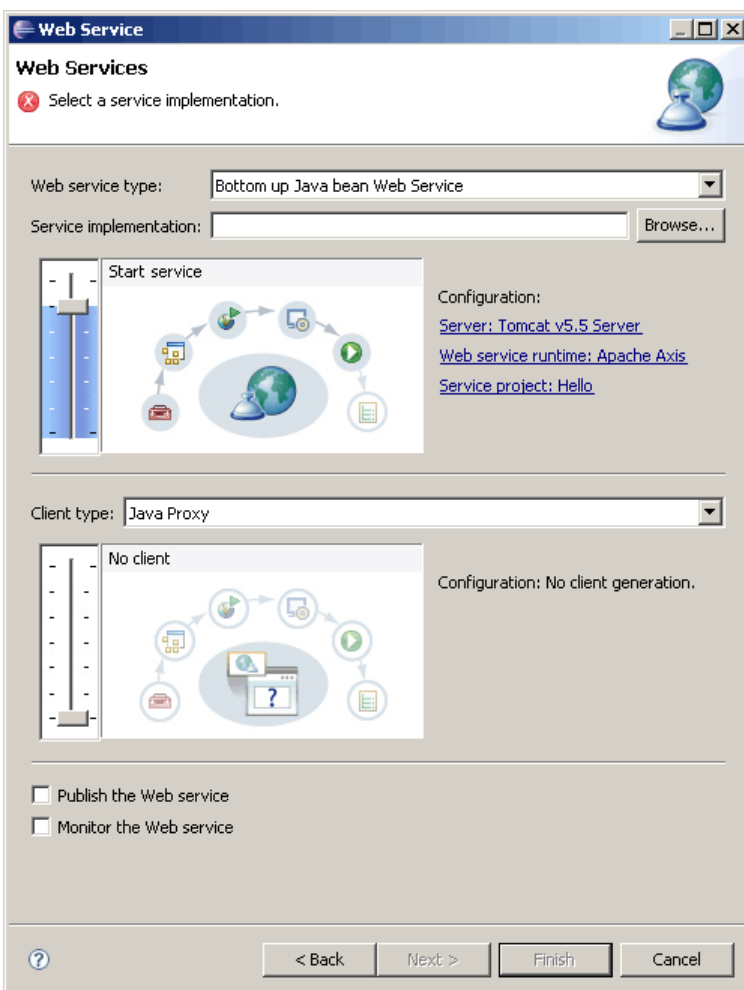 Web Service
Web Services
Select a service implementation.
Web service type: Bottom up Java bean Web Service
Service implementation: Browse...
Start service
Configuration:
Server: Tomcat v5.5 Server
Web service runtime: Apache Axis
Service project: Hello
Client type: Java Proxy
No client
Configuration: No client generation.
Publish the Web service
Monitor the Web service
? < Back Next > Finish Cancel